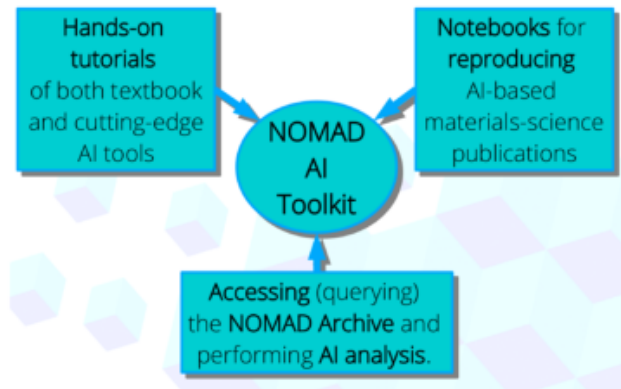 Hands-on
tutorials
of both textbook
and cutting-edge
AI tools
Notebooks for
reproducing
AI-based
materials-science
publications
NOMAD
AI
Toolkit
Accessing (querying)
the NOMAD Archive and
performing AI analysis.